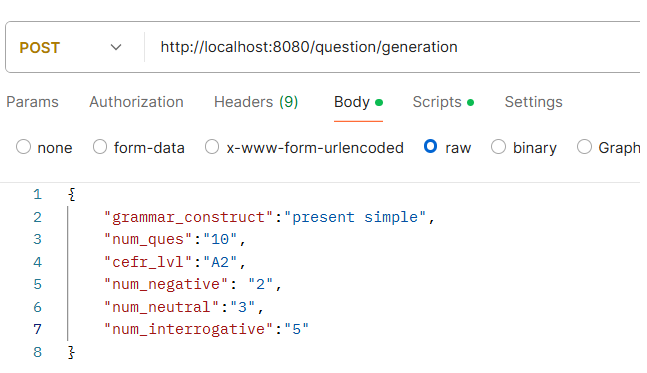 POST http://localhost:8080/question/generation
Params Authorization Headers (9) Body Scripts Settings
none form-data x-www-form-urlencoded raw binary Graph
1 {
2 "grammar_construct":"present simple",
3 "num_ques":"10",
4 "cefr_lvl":"A2",
5 "num_negative": "2",
6 "num_neutral":"3",
7 "num_interrogative":"5"
8 }